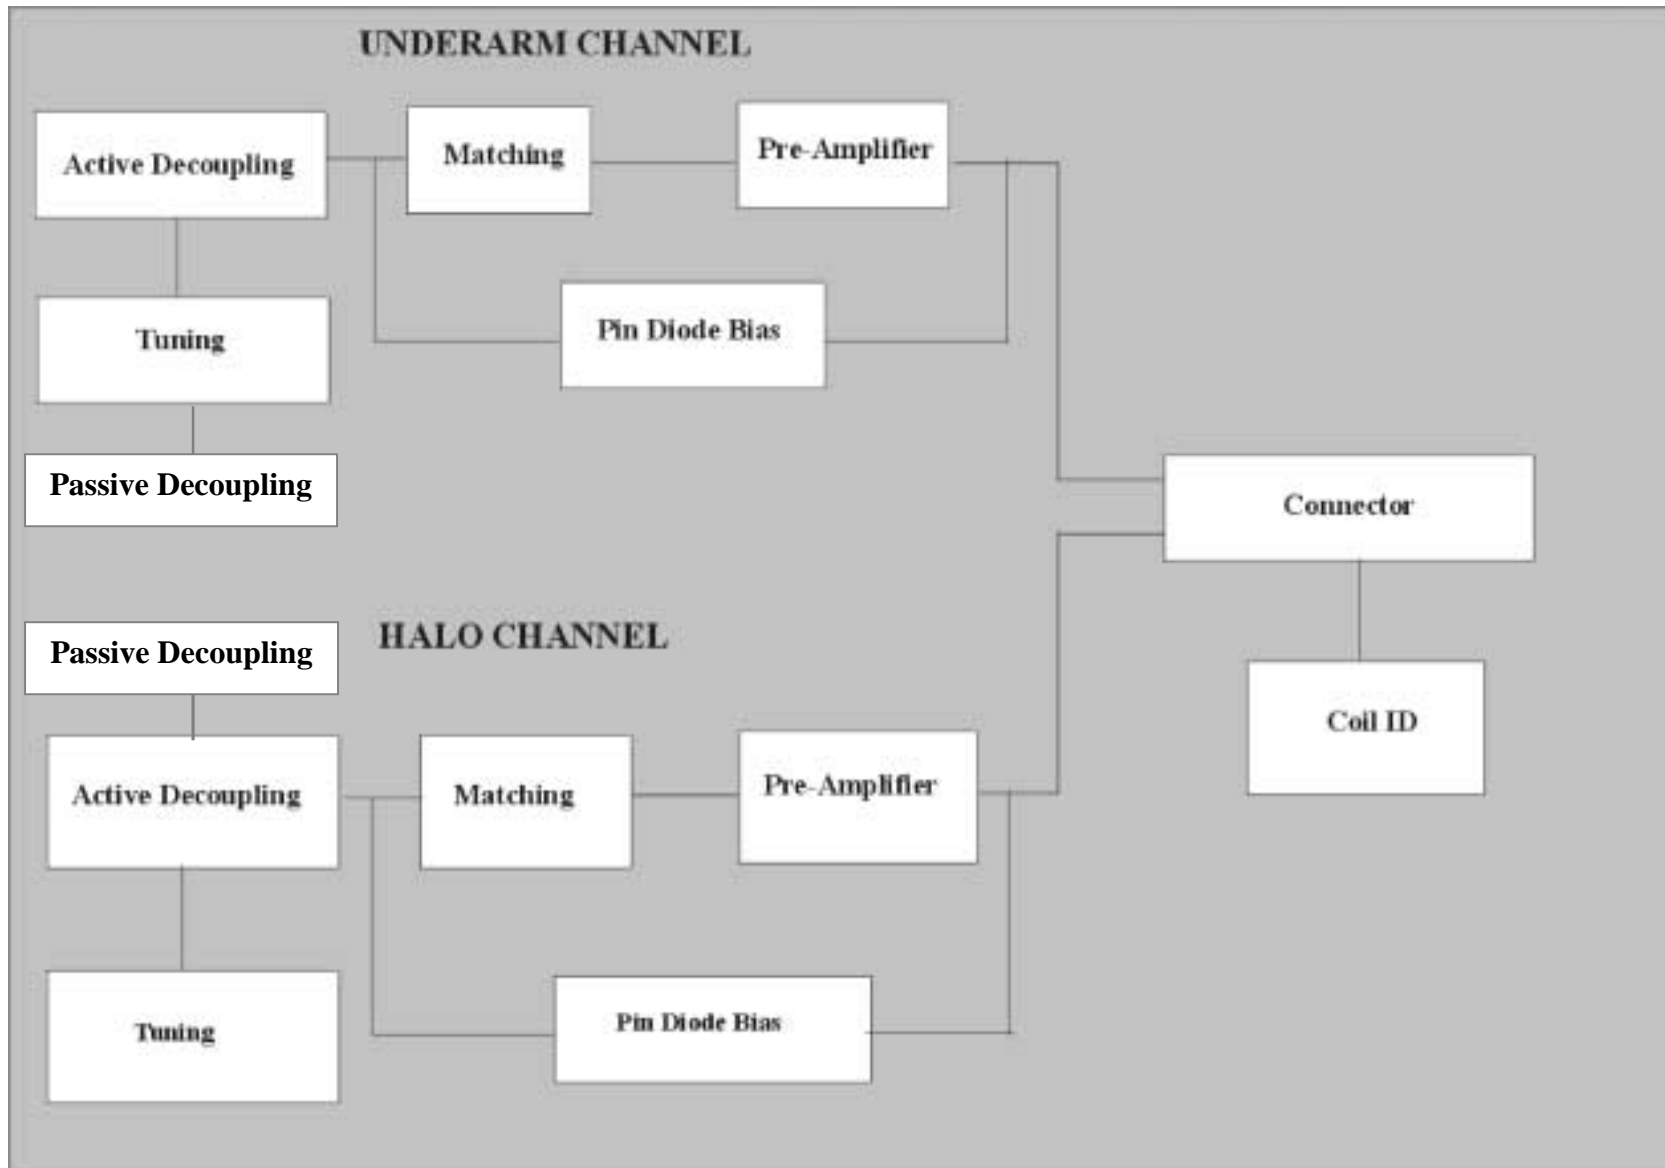 UNDERARM CHANNEL
Active Decoupling
Matching
Pre-Amplifier
Tuning
Pin Diode Bias
Passive Decoupling
Connector
Passive Decoupling
HALO CHANNEL
Coil ID
Active Decoupling
Matching
Pre-Amplifier
Tuning
Pin Diode Bias